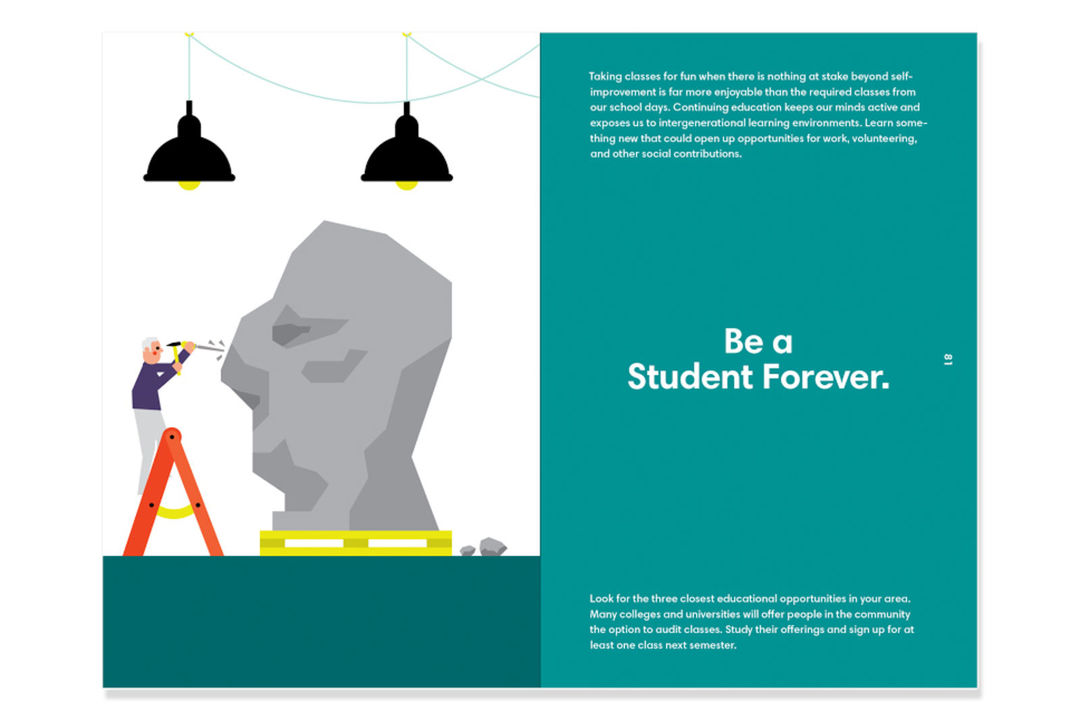 Taking classes for fun when there is nothing at stake beyond self-
improvement is far more enjoyable than the required classes from
our school days. Continuing education keeps our minds active and
exposes us to intergenerational learning environments. Learn some-
thing new that could open up opportunities for work, volunteering,
and other social contributions.
Be a
Student Forever.
81
Look for the three closest educational opportunities in your area.
Many colleges and universities will offer people in the community
the option to audit classes. Study their offerings and sign up for at
least one class next semester.